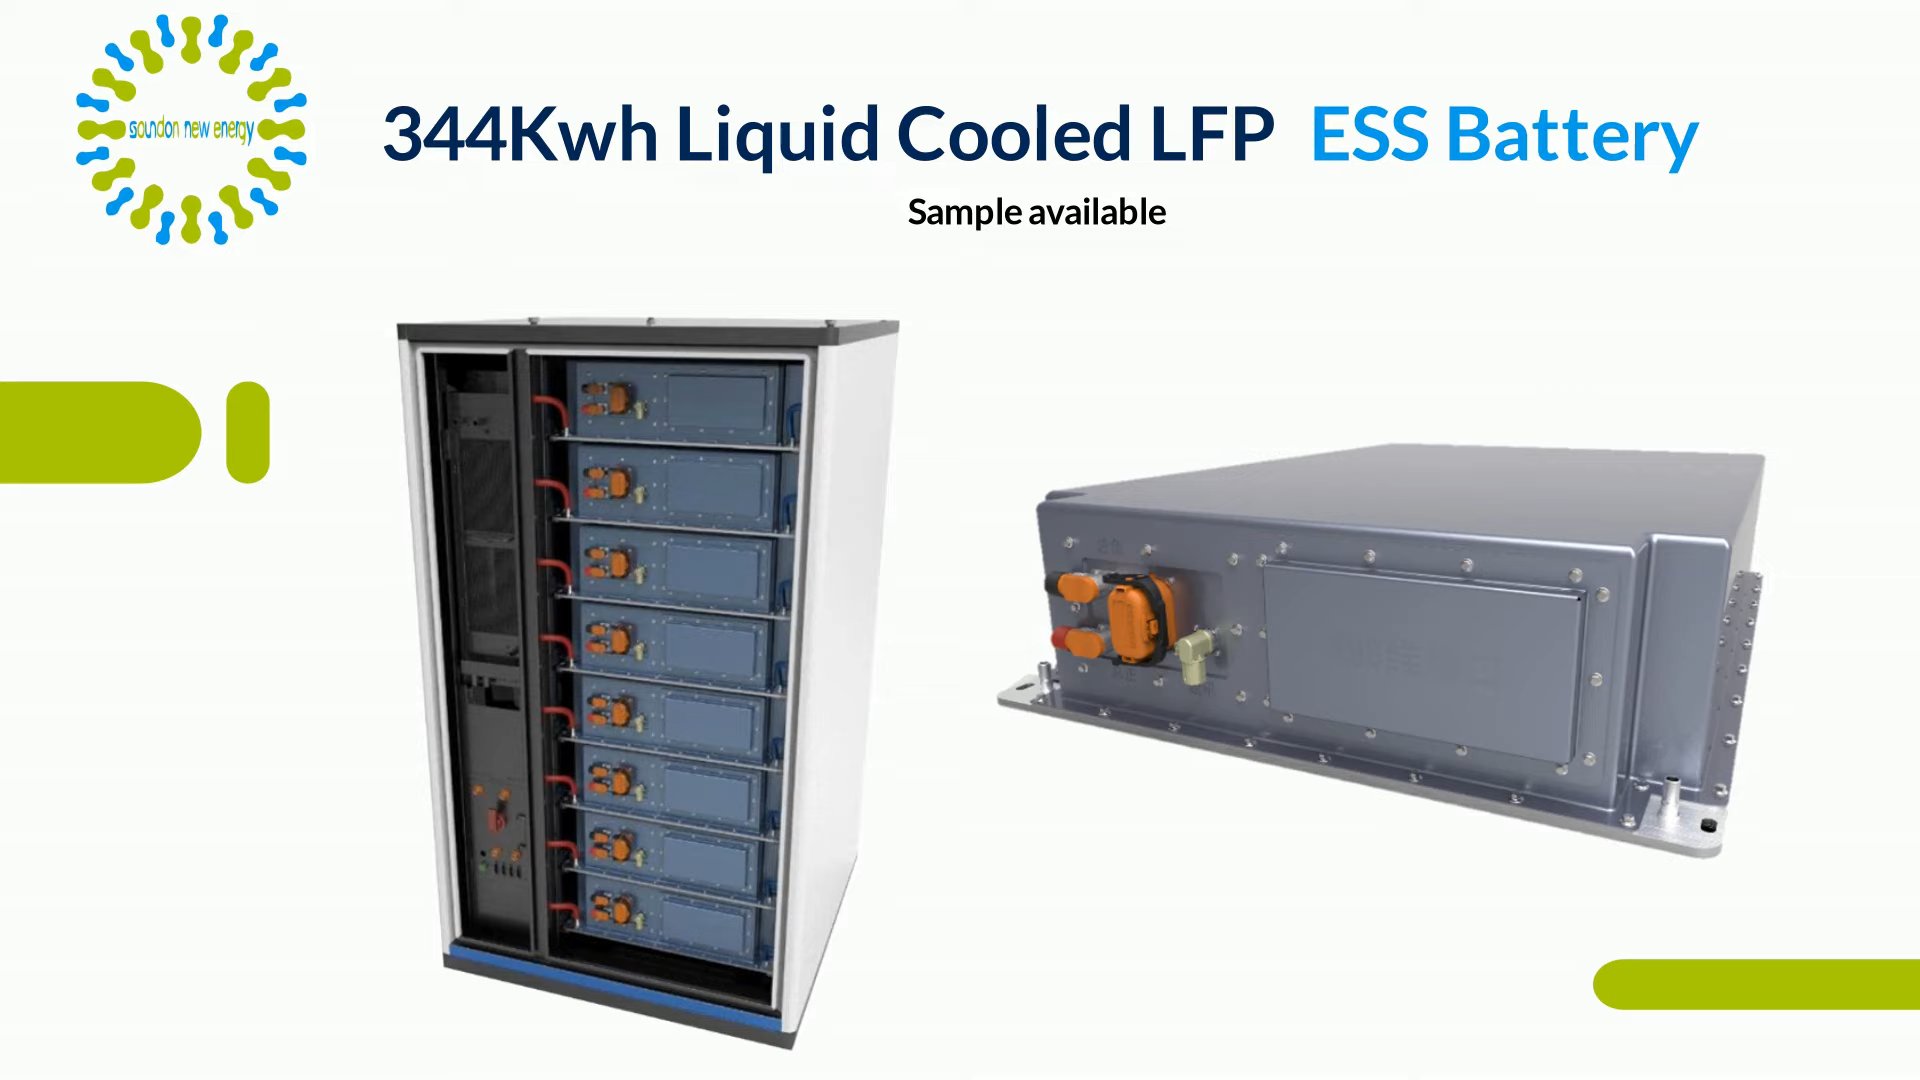 soundon new energy
344Kwh Liquid Cooled LFP ESS Battery
Sample available